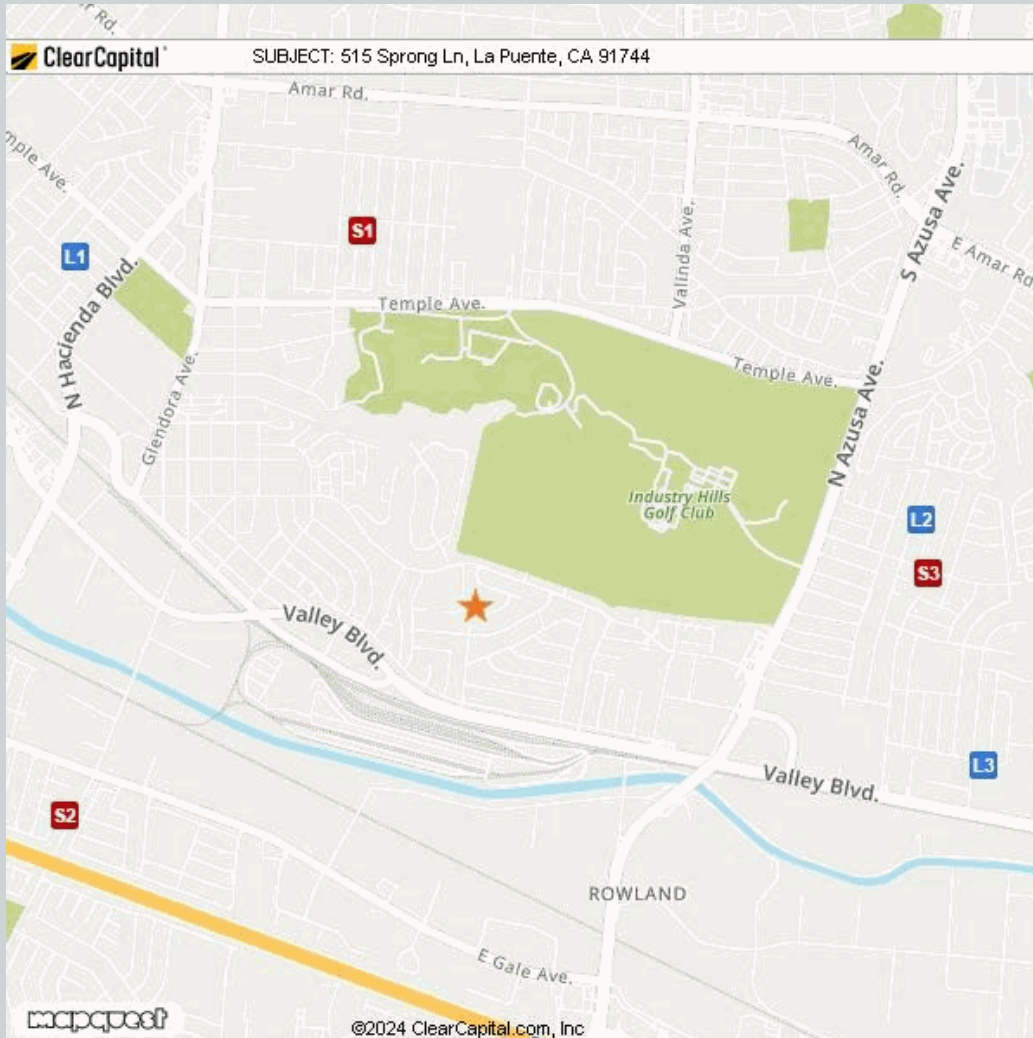 Rd.
ClearCapital
SUBJECT: 515 Sprong Ln, La Puente, CA 91744
Amar Rd.
Amar Rd.
S Azusa Ave.
Ave.
S1
Valinda Ave.
L1
E Amar Rd
N Hacienda Blvd.
Temple Ave.
Temple Ave.
Glendora Ave.
N Azusa Ave.
Industry Hills
Golf Club
L2
S3
Valley Blvd.
L3
Valley Blvd.
S2
ROWLAND
E Gale Ave.
mapquest
©2024 ClearCapital.com, Inc